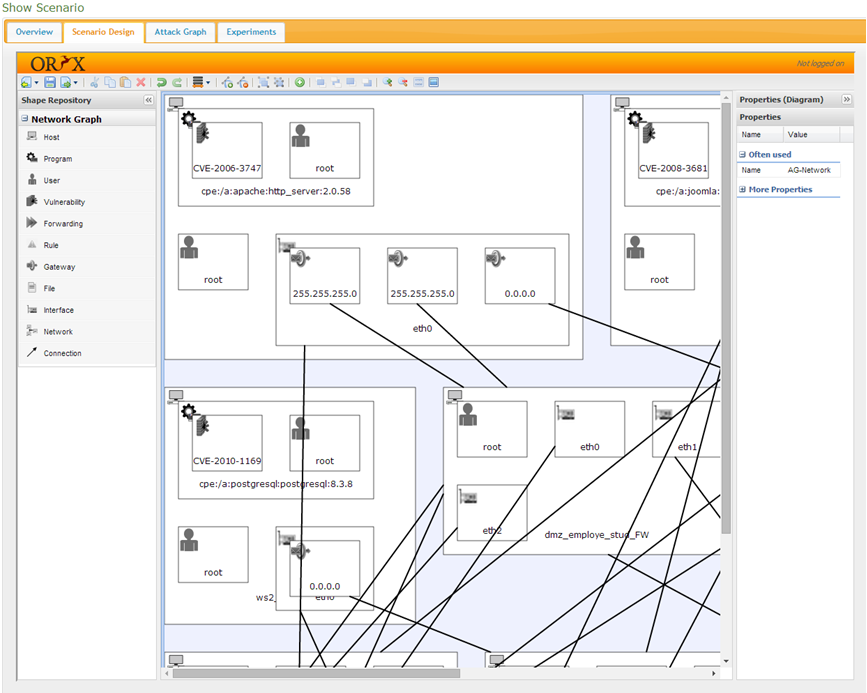 Show Scenario
Overview
Scenario Design
Attack Graph
Experiments
ORYX
Not logged on
Shape Repository
Network Graph
Host
Program
User
Vulnerability
Forwarding
Rule
Gateway
File
Interface
Network
Connection
CVE-2006-3747
root
cpe:/a:apache:http_server:2.0.58
root
255.255.255.0
255.255.255.0
0.0.0.0
eth0
CVE-2008-3681
cpe:/a:joomla:
root
CVE-2010-1169
root
cpe:/a:postgresql:postgresql:8.3.8
root
0.0.0.0
ws2_
eth0
root
eth0
eth1
eth2
dmz_employe_stud_FW
Properties (Diagram)
Properties
Name Value
Often used
Name AG-Network
More Properties